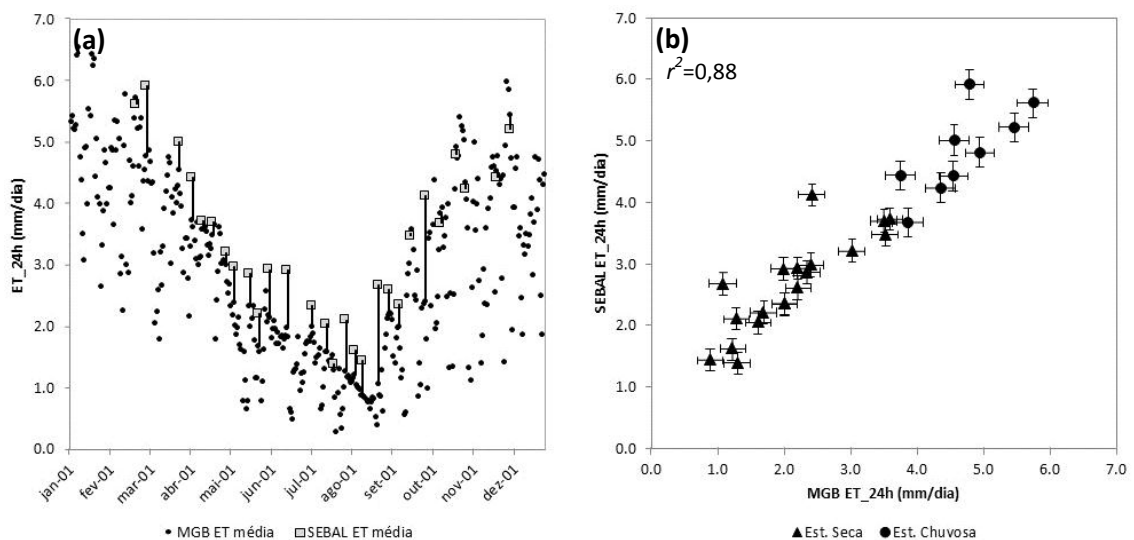 (a)
7.0
6.0
5.0
4.0
3.0
2.0
1.0
0.0
ET_24h (mm/dia)
jan-01
fev-01
mar-01
abr-01
mai-01
jun-01
jul-01
ago-01
set-01
out-01
nov-01
dez-01
MGB ET média
SEBAL ET média
(b)
r²=0,88
7.0
6.0
5.0
4.0
3.0
2.0
1.0
0.0
SEBAL ET_24h (mm/dia)
0.0 1.0 2.0 3.0 4.0 5.0 6.0 7.0
MGB ET_24h (mm/dia)
Est. Seca
Est. Chuvosa